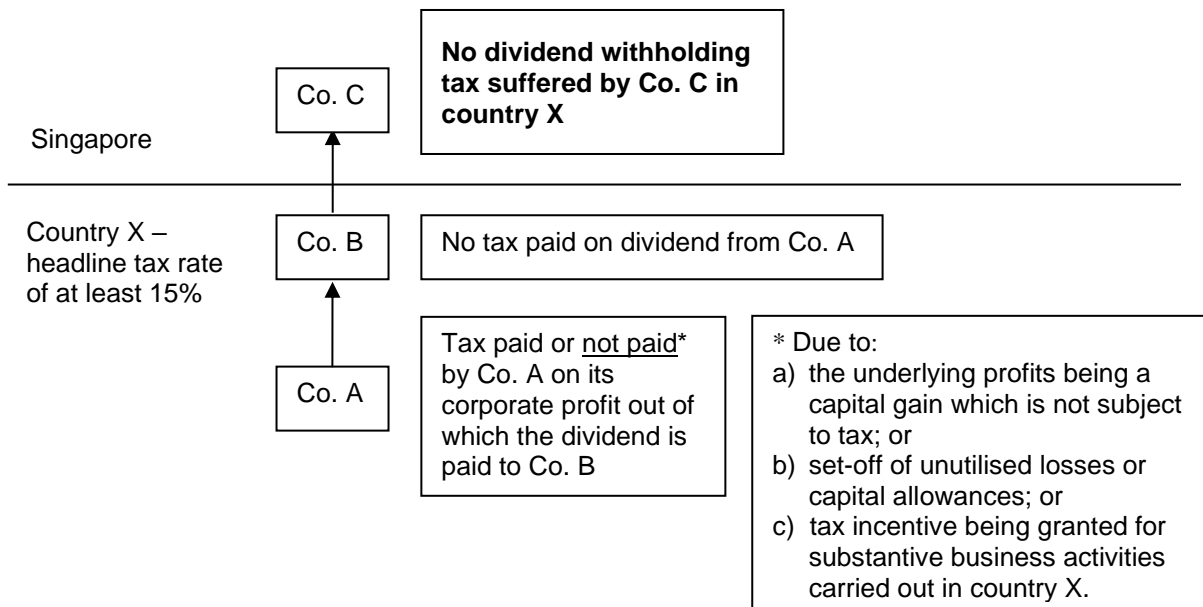 No dividend withholding
tax suffered by Co. C in
country X
Co. C
Singapore
Country X –
headline tax rate
of at least 15%
Co. B
No tax paid on dividend from Co. A
Co. A
Tax paid or not paid*
by Co. A on its
corporate profit out of
which the dividend is
paid to Co. B
* Due to:
a) the underlying profits being a
capital gain which is not subject
to tax; or
b) set-off of unutilised losses or
capital allowances; or
c) tax incentive being granted for
substantive business activities
carried out in country X.